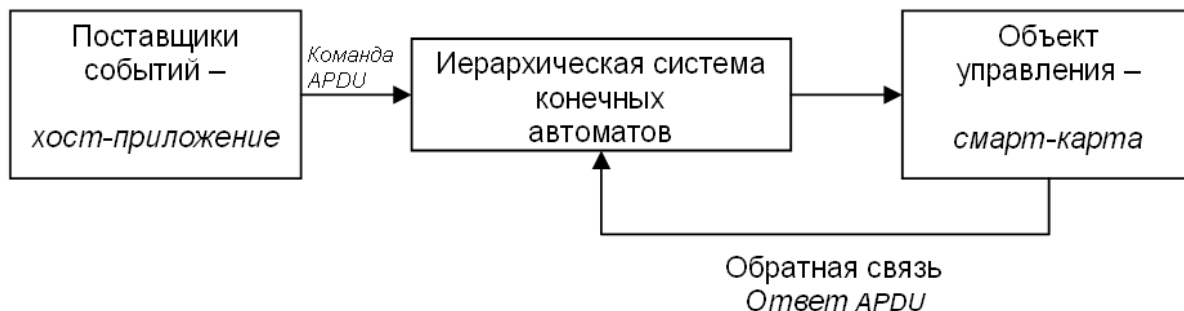 Поставщики
событий –
хост-приложение
Команда
APDU
Иерархическая система
конечных
автоматов
Объект
управления –
смарт-карта
Обратная связь
Ответ APDU